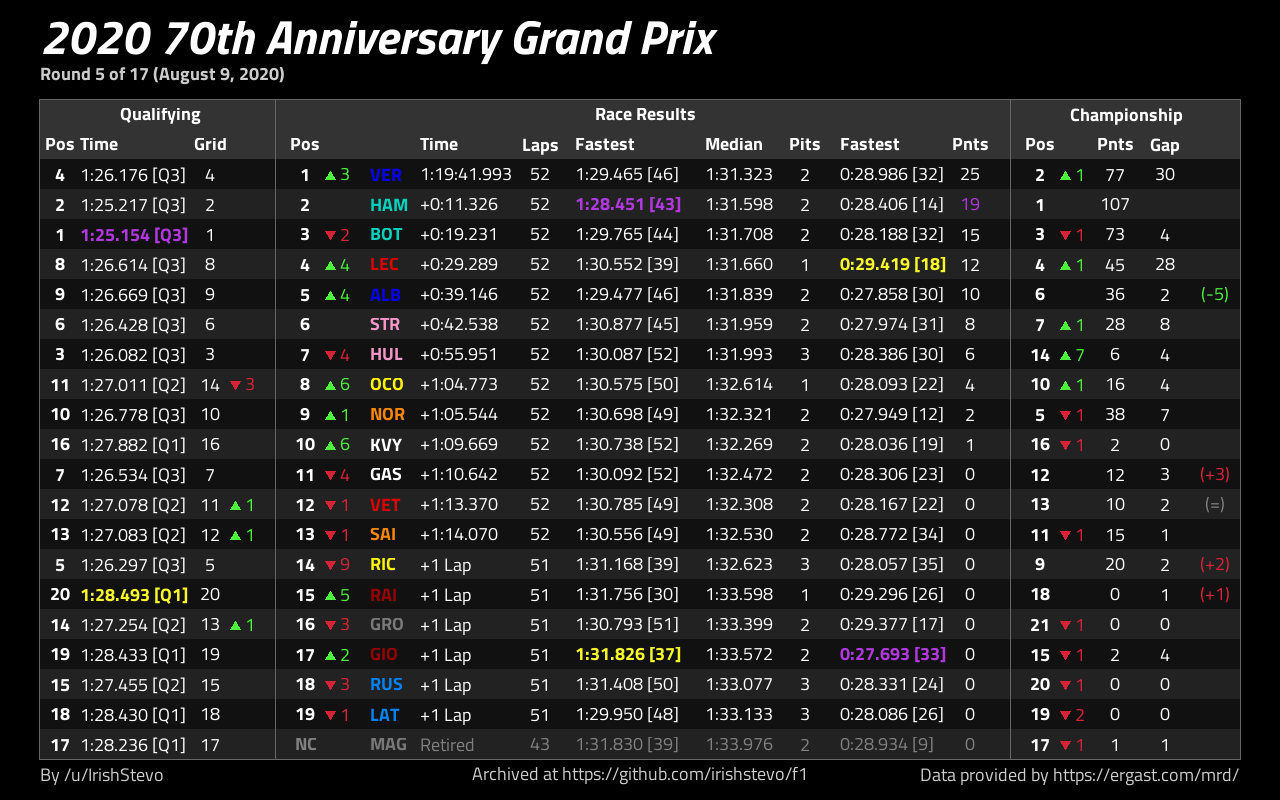 2020 70th Anniversary Grand Prix
Round 5 of 17 (August 9, 2020)
Qualifying Race Results Championship
Pos Time Grid Pos Time Laps Fastest Median Pits Fastest Pnts Pos Pnts Gap
4 1:26.176 [Q3] 4 1 ▲3 VER 1:19:41.993 52 1:29.465 [46] 1:31.323 2 0:28.986 [32] 25 2 ▲1 77 30
2 1:25.217 [Q3] 2 2 HAM +0:11.326 52 1:28.451 [43] 1:31.598 2 0:28.406 [14] 19 1 107
1 1:25.154 [Q3] 1 3 ▼2 BOT +0:19.231 52 1:29.765 [44] 1:31.708 2 0:28.188 [32] 15 3 ▼1 73 4
8 1:26.614 [Q3] 8 4 ▲4 LEC +0:29.289 52 1:30.552 [39] 1:31.660 1 0:29.419 [18] 12 4 ▲1 45 28
9 1:26.669 [Q3] 9 5 ▲4 ALB +0:39.146 52 1:29.477 [46] 1:31.839 2 0:27.858 [30] 10 6 36 2 (-5)
6 1:26.428 [Q3] 6 6 STR +0:42.538 52 1:30.877 [45] 1:31.959 2 0:27.974 [31] 8 7 ▲1 28 8
3 1:26.082 [Q3] 3 7 ▼4 HUL +0:55.951 52 1:30.087 [52] 1:31.993 3 0:28.386 [30] 6 14 ▲7 6 4
11 1:27.011 [Q2] 14 ▼3 8 ▲6 OCO +1:04.773 52 1:30.575 [50] 1:32.614 1 0:28.093 [22] 4 10 ▲1 16 4
10 1:26.778 [Q3] 10 9 ▲1 NOR +1:05.544 52 1:30.698 [49] 1:32.321 2 0:27.949 [12] 2 5 ▼1 38 7
16 1:27.882 [Q1] 16 10 ▲6 KVY +1:09.669 52 1:30.738 [52] 1:32.269 2 0:28.036 [19] 1 16 ▼1 2 0
7 1:26.534 [Q3] 7 11 ▼4 GAS +1:10.642 52 1:30.092 [52] 1:32.472 2 0:28.306 [23] 0 12 12 3 (+3)
12 1:27.078 [Q2] 11 ▲1 12 ▼1 VET +1:13.370 52 1:30.785 [49] 1:32.308 2 0:28.167 [22] 0 13 10 2 (=)
13 1:27.083 [Q2] 12 ▲1 13 ▼1 SAI +1:14.070 52 1:30.556 [49] 1:32.530 2 0:28.772 [34] 0 11 ▼1 15 1
5 1:26.297 [Q3] 5 14 ▼9 RIC +1 Lap 51 1:31.168 [39] 1:32.623 3 0:28.057 [35] 0 9 20 2 (+2)
20 1:28.493 [Q1] 20 15 ▲5 RAI +1 Lap 51 1:31.756 [30] 1:33.598 1 0:29.296 [26] 0 18 0 1 (+1)
14 1:27.254 [Q2] 13 ▲1 16 ▼3 GRO +1 Lap 51 1:30.793 [51] 1:33.399 2 0:29.377 [17] 0 21 ▼1 0 0
19 1:28.433 [Q1] 19 17 ▲2 GIO +1 Lap 51 1:31.826 [37] 1:33.572 2 0:27.693 [33] 0 15 ▼1 2 4
15 1:27.455 [Q2] 15 18 ▼3 RUS +1 Lap 51 1:31.408 [50] 1:33.077 3 0:28.331 [24] 0 20 ▼1 0 0
18 1:28.430 [Q1] 18 19 ▼1 LAT +1 Lap 51 1:29.950 [48] 1:33.133 3 0:28.086 [26] 0 19 ▼2 0 0
17 1:28.236 [Q1] 17 NC MAG Retired 43 1:31.830 [39] 1:33.976 2 0:28.934 [9] 0 17 ▼1 1 1
By /u/IrishStevo Archived at https://github.com/irishstevo/f1 Data provided by https://ergast.com/mrd/